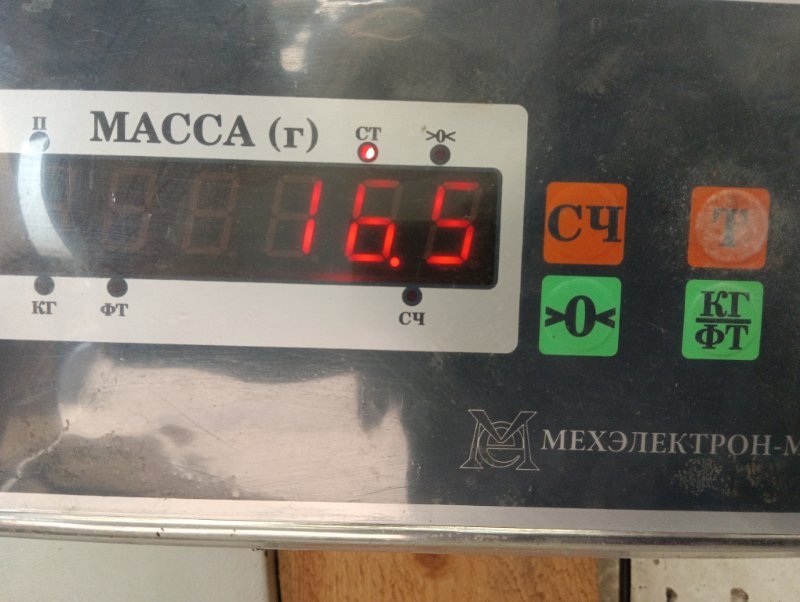 П МАССА (г) СТ >0<
16.5
КГ ФТ СЧ
СЧ Т
>0< КГ
ФТ
МЕХЭЛЕКТРОН-М